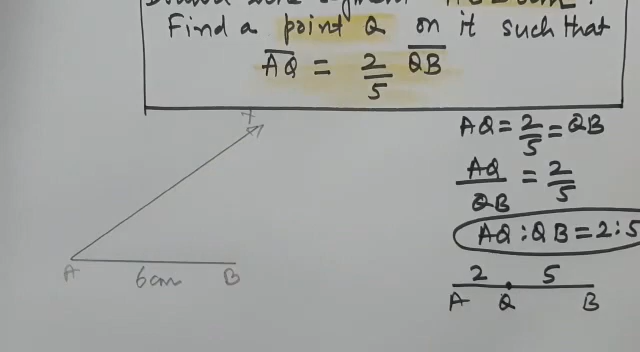 Find a point Q on it such that
AQ = 2/5 QB
AQ = 2/5 = QB
AQ/QB = 2/5
AQ : QB = 2 : 5
2 5
A Q B
A 6cm B